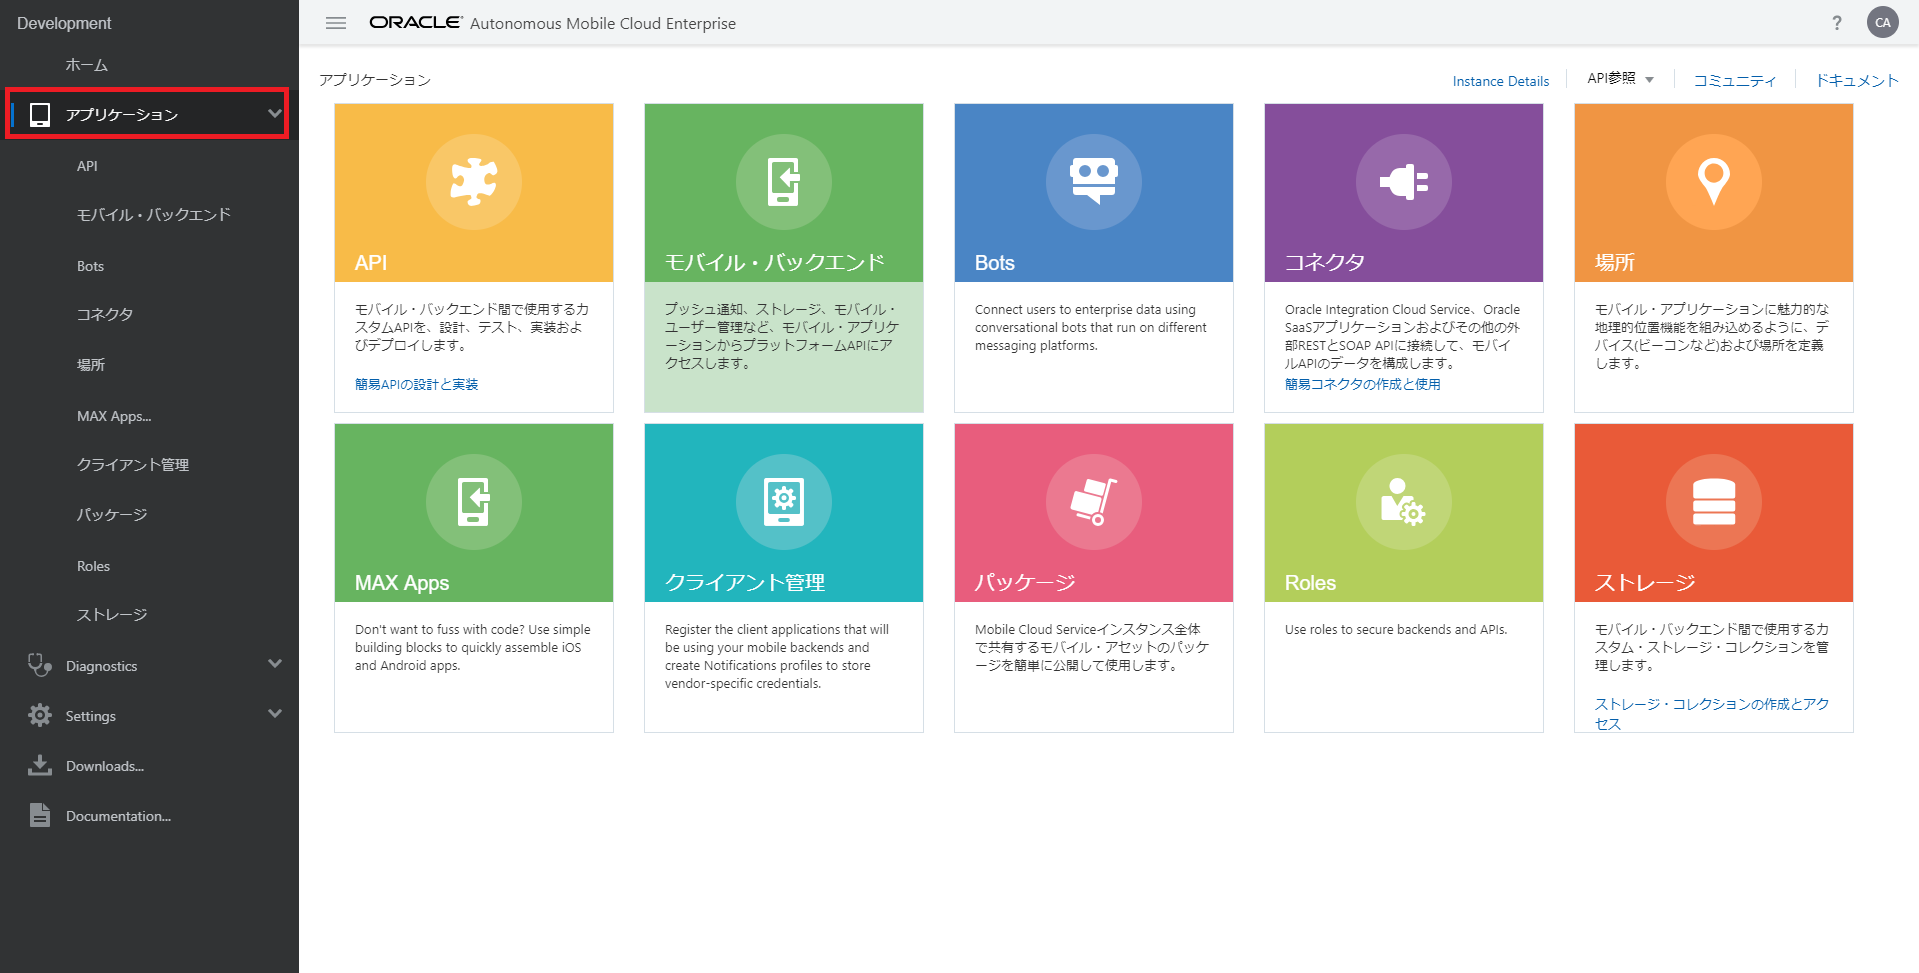 Development
ホーム
アプリケーション
API
モバイル・バックエンド
Bots
コネクタ
場所
MAX Apps...
クライアント管理
パッケージ
Roles
ストレージ
Diagnostics
Settings
Downloads...
Documentation...
ORACLE Autonomous Mobile Cloud Enterprise
? CA
アプリケーション
Instance Details API参照 コミュニティ ドキュメント
API
モバイル・バックエンド間で使用するカ
スタムAPIを、設計、テスト、実装およ
びデプロイします。
簡易APIの設計と実装
モバイル・バックエンド
プッシュ通知、ストレージ、モバイル・
ユーザー管理など、モバイル・アプリケ
ーションからプラットフォームAPIにア
クセスします。
Bots
Connect users to enterprise data using
conversational bots that run on different
messaging platforms.
コネクタ
Oracle Integration Cloud Service、Oracle
SaaSアプリケーションおよびその他の外
部RESTとSOAP APIに接続して、モバイ
ルAPIのデータを構成します。
簡易コネクタの作成と使用
場所
モバイル・アプリケーションに魅力的な
地理的位置機能を組み込めるように、デ
バイス(ビーコンなど)および場所を定義
します。
MAX Apps
Don't want to fuss with code? Use simple
building blocks to quickly assemble iOS
and Android apps.
クライアント管理
Register the client applications that will
be using your mobile backends and
create Notifications profiles to store
vendor-specific credentials.
パッケージ
Mobile Cloud Serviceインスタンス全体
で共有するモバイル・アセットのパッケ
ージを簡単に公開して使用します。
Roles
Use roles to secure backends and APIs.
ストレージ
モバイル・バックエンド間で使用するカ
スタム・ストレージ・コレクションを管
理します。
ストレージ・コレクションの作成とアク
セス